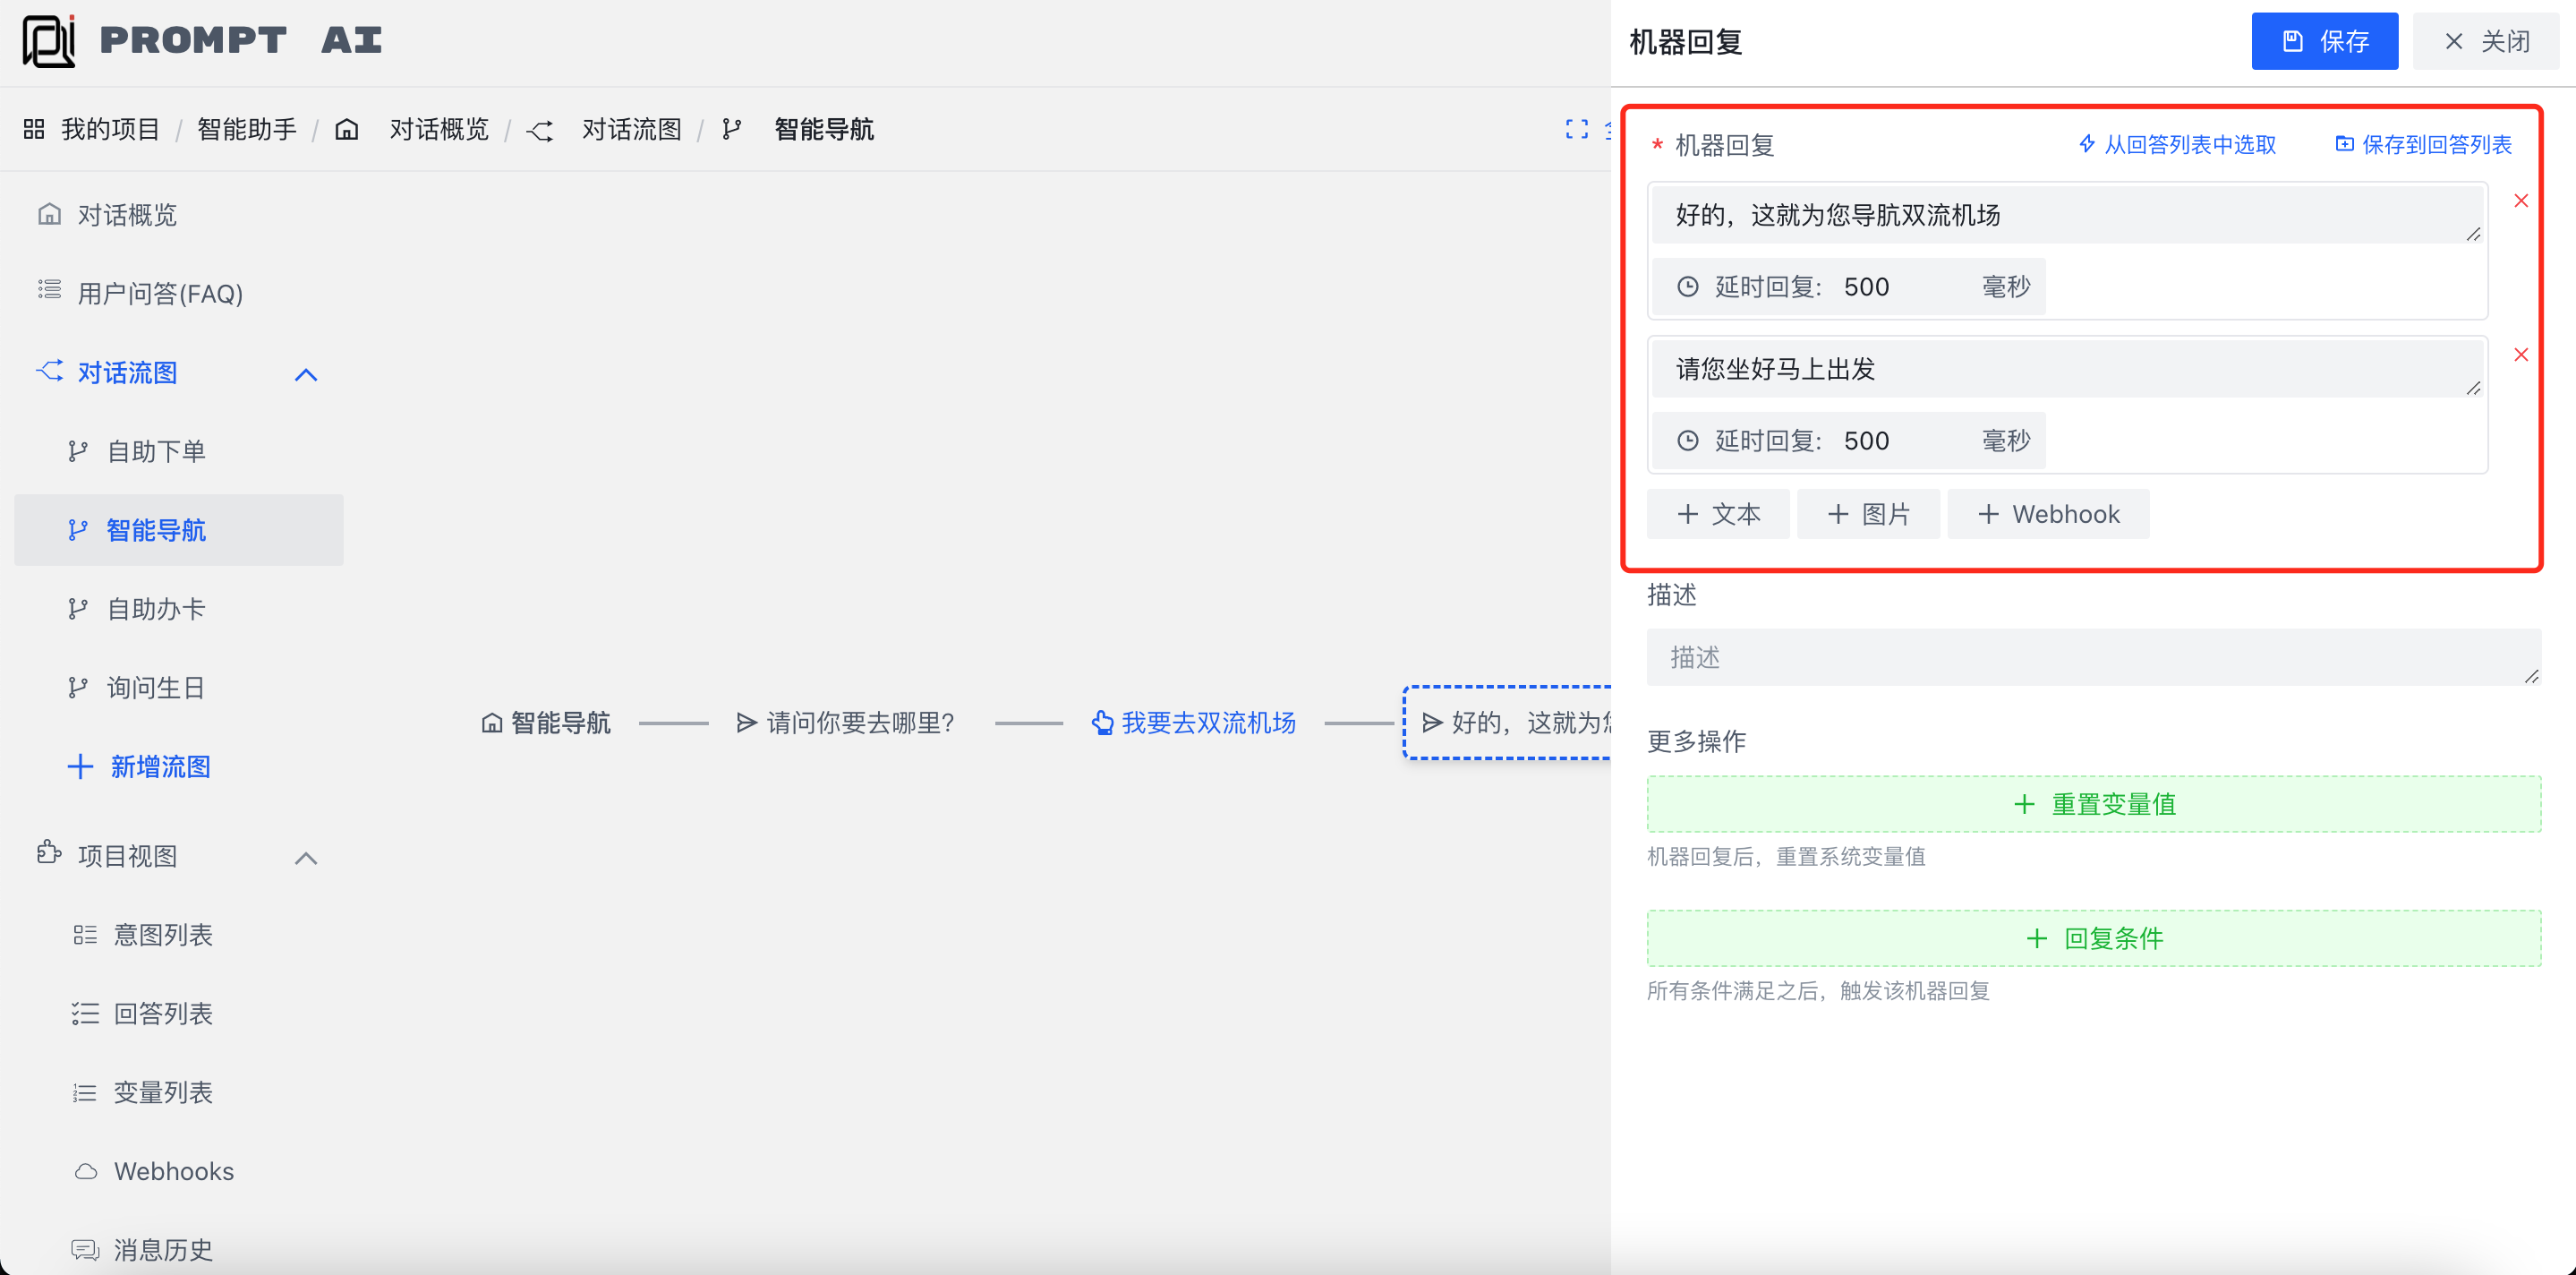 PROMPT AI
我的项目 / 智能助手 / 对话概览 / 对话流图 / 智能导航
对话概览
用户问答(FAQ)
对话流图
自助下单
智能导航
自助办卡
询问生日
新增流图
项目视图
意图列表
回答列表
变量列表
Webhooks
消息历史
智能导航
请问你要去哪里?
我要去双流机场
好的，这就为
机器回复
保存
关闭
* 机器回复
从回答列表中选取
保存到回答列表
好的，这就为您导航双流机场
延时回复: 500 毫秒
请您坐好马上出发
延时回复: 500 毫秒
+ 文本
+ 图片
+ Webhook
描述
描述
更多操作
+ 重置变量值
机器回复后，重置系统变量值
+ 回复条件
所有条件满足之后，触发该机器回复